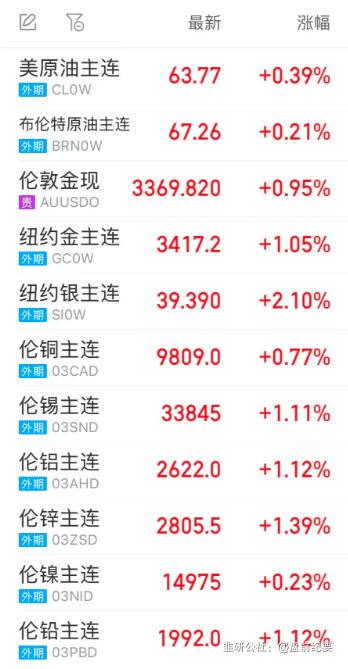 最新 涨幅
美原油主连 63.77 +0.39%
外期 CL0W
布伦特原油主连 67.26 +0.21%
外期 BRN0W
伦敦金现 3369.820 +0.95%
贵 AUUSDO
纽约金主连 3417.2 +1.05%
外期 GC0W
纽约银主连 39.390 +2.10%
外期 SI0W
伦铜主连 9809.0 +0.77%
外期 03CAD
伦锡主连 33845 +1.11%
外期 03SND
伦铝主连 2622.0 +1.12%
外期 03AHD
伦锌主连 2805.5 +1.39%
外期 03ZSD
伦镍主连 14975 +0.23%
外期 03NID
伦铅主连 1992.0 +1.12%
外期 03PBD
韭研公社：@盘前纪要